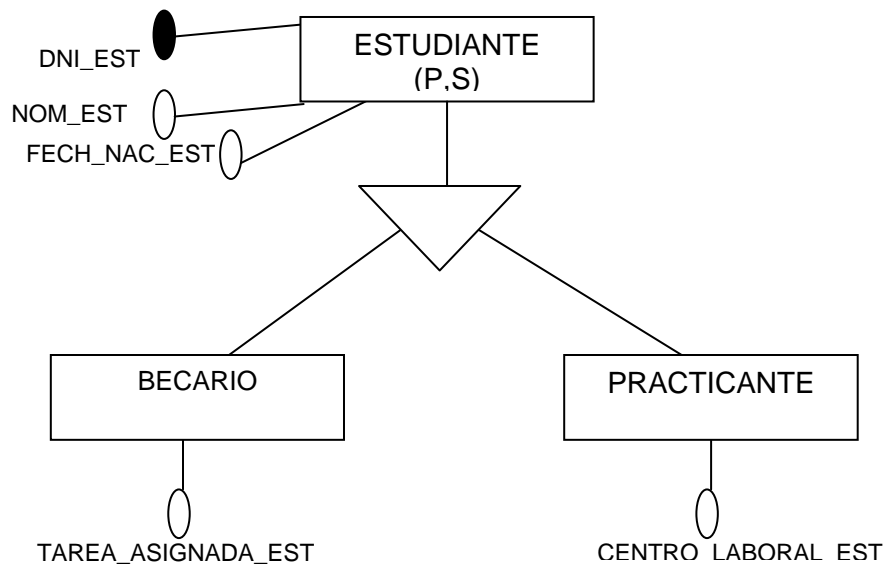 ESTUDIANTE
(P,S)
DNI_EST
NOM_EST
FECH_NAC_EST
BECARIO
PRACTICANTE
TAREA_ASIGNADA_EST
CENTRO_LABORAL_EST